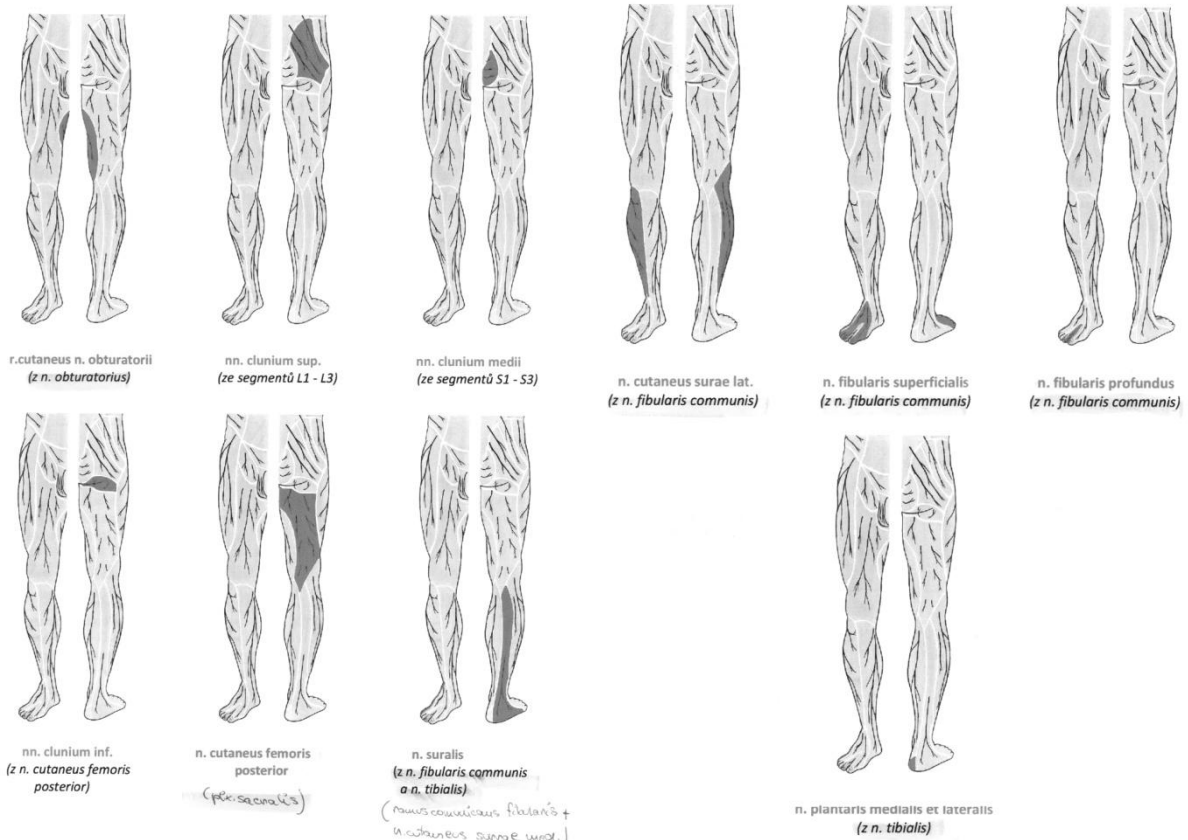 r.cutaneus n. obturatorii
(z n. obturatorius)
nn. clunium sup.
(ze segmentů L1 - L3)
nn. clunium medii
(ze segmentů S1 - S3)
n. cutaneus surae lat.
(z n. fibularis communis)
n. fibularis superficialis
(z n. fibularis communis)
n. fibularis profundus
(z n. fibularis communis)
nn. clunium inf.
(z n. cutaneus femoris
posterior)
n. cutaneus femoris
posterior
(plx. sacralis)
n. suralis
(z n. fibularis communis
a n. tibialis)
(ramus communicans fibularis +
n. cutaneus surae med.)
n. plantaris medialis et lateralis
(z n. tibialis)